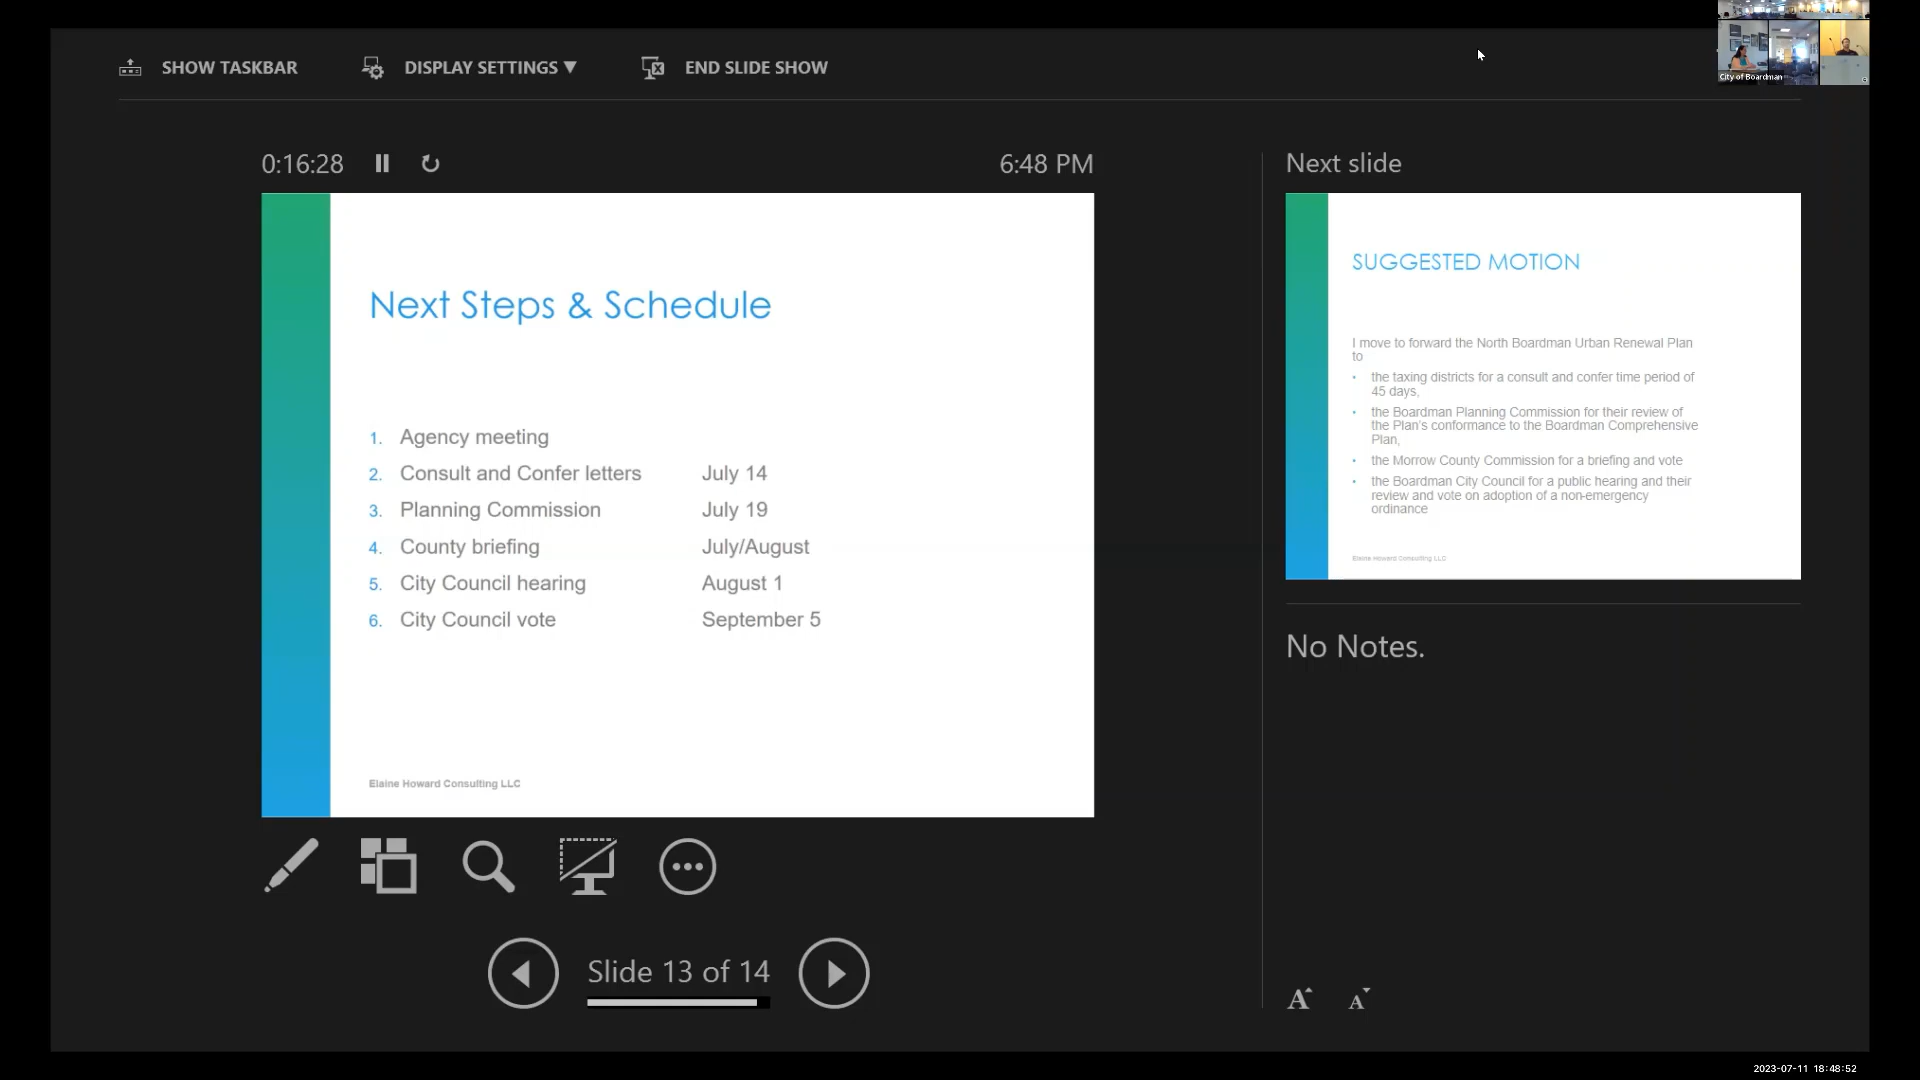 City of Boardman
SHOW TASKBAR
DISPLAY SETTINGS ▼
END SLIDE SHOW
0:16:28
6:48 PM
Next Steps & Schedule
1. Agency meeting
2. Consult and Confer letters July 14
3. Planning Commission July 19
4. County briefing July/August
5. City Council hearing August 1
6. City Council vote September 5
Elaine Howard Consulting LLC
Slide 13 of 14
Next slide
SUGGESTED MOTION
I move to forward the North Boardman Urban Renewal Plan
to
• the taxing districts for a consult and confer time period of
45 days,
• the Boardman Planning Commission for their review of
the Plan's conformance to the Boardman Comprehensive
Plan,
• the Morrow County Commission for a briefing and vote
• the Boardman City Council for a public hearing and their
review and vote on adoption of a non-emergency
ordinance
Elaine Howard Consulting LLC
No Notes.
A A
2023-07-11 18:48:52